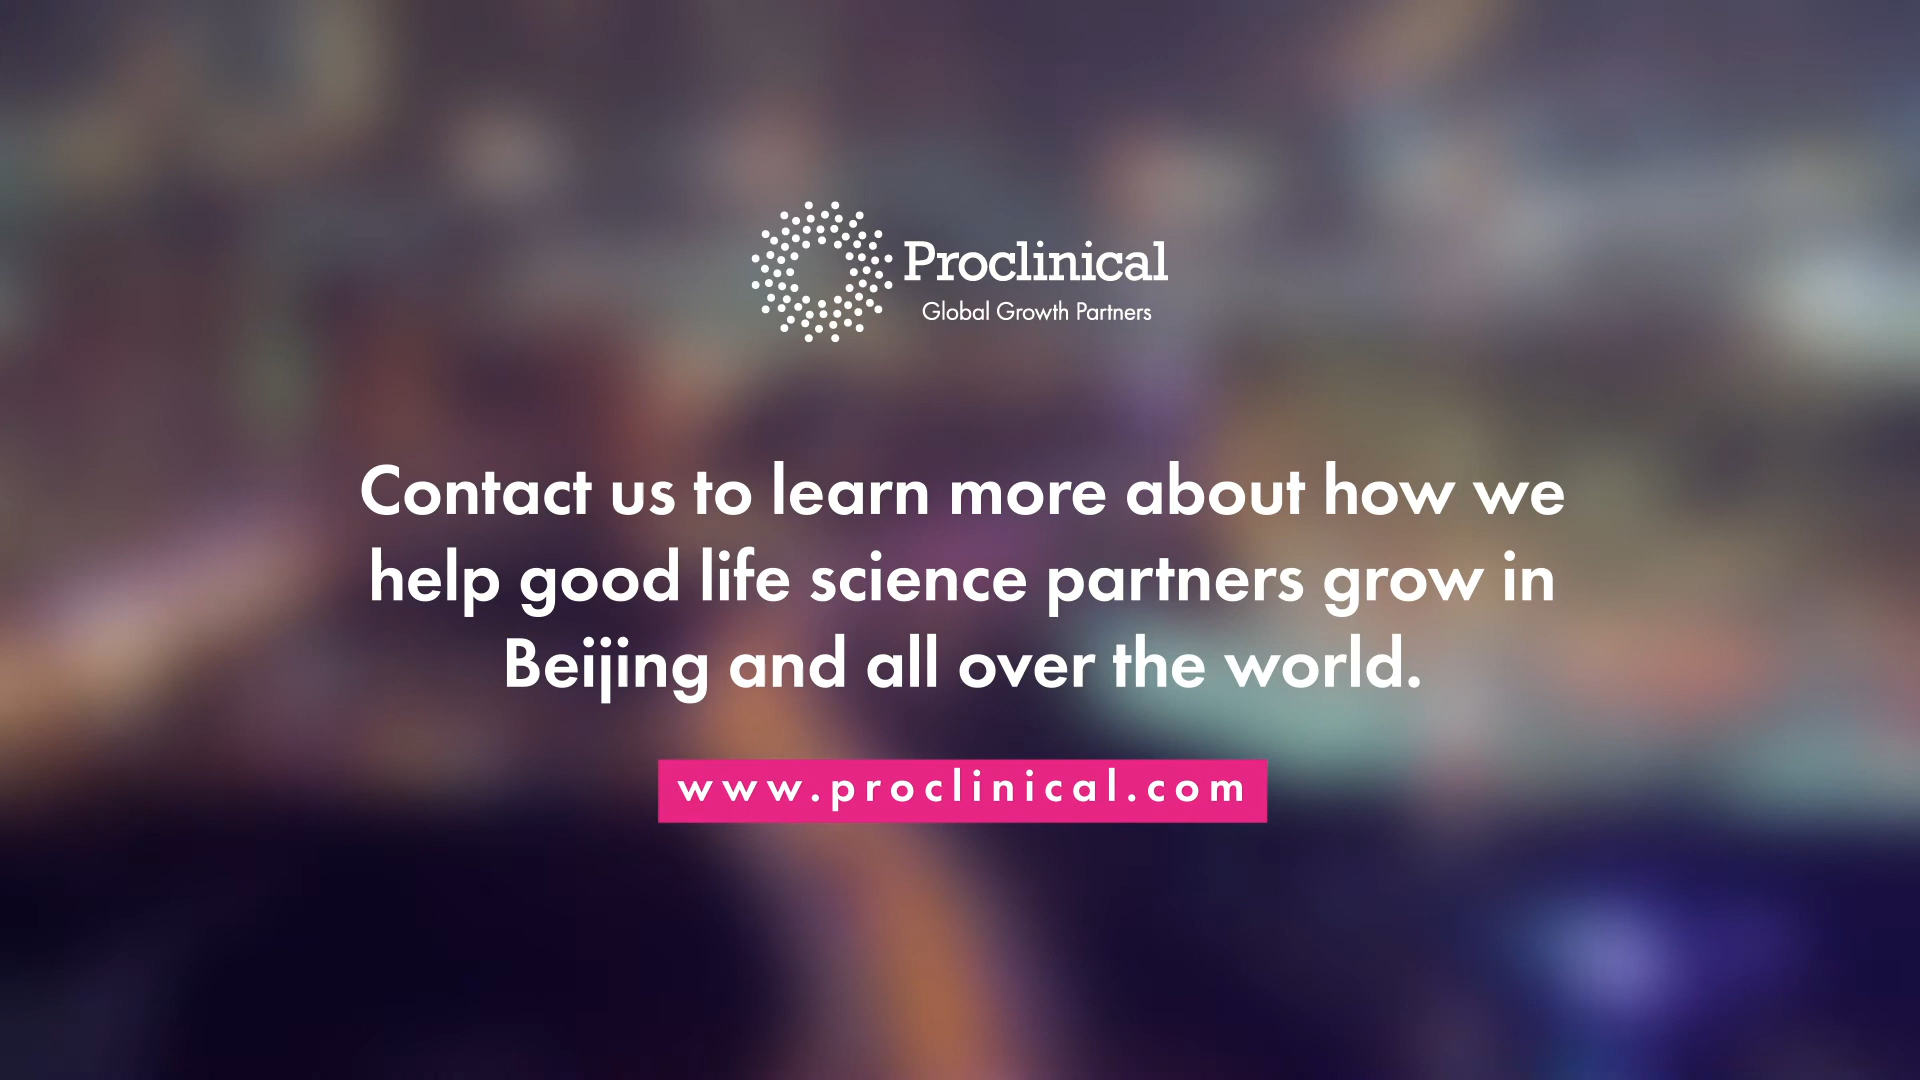 Proclinical
Global Growth Partners
Contact us to learn more about how we
help good life science partners grow in
Beijing and all over the world.
www.proclinical.com